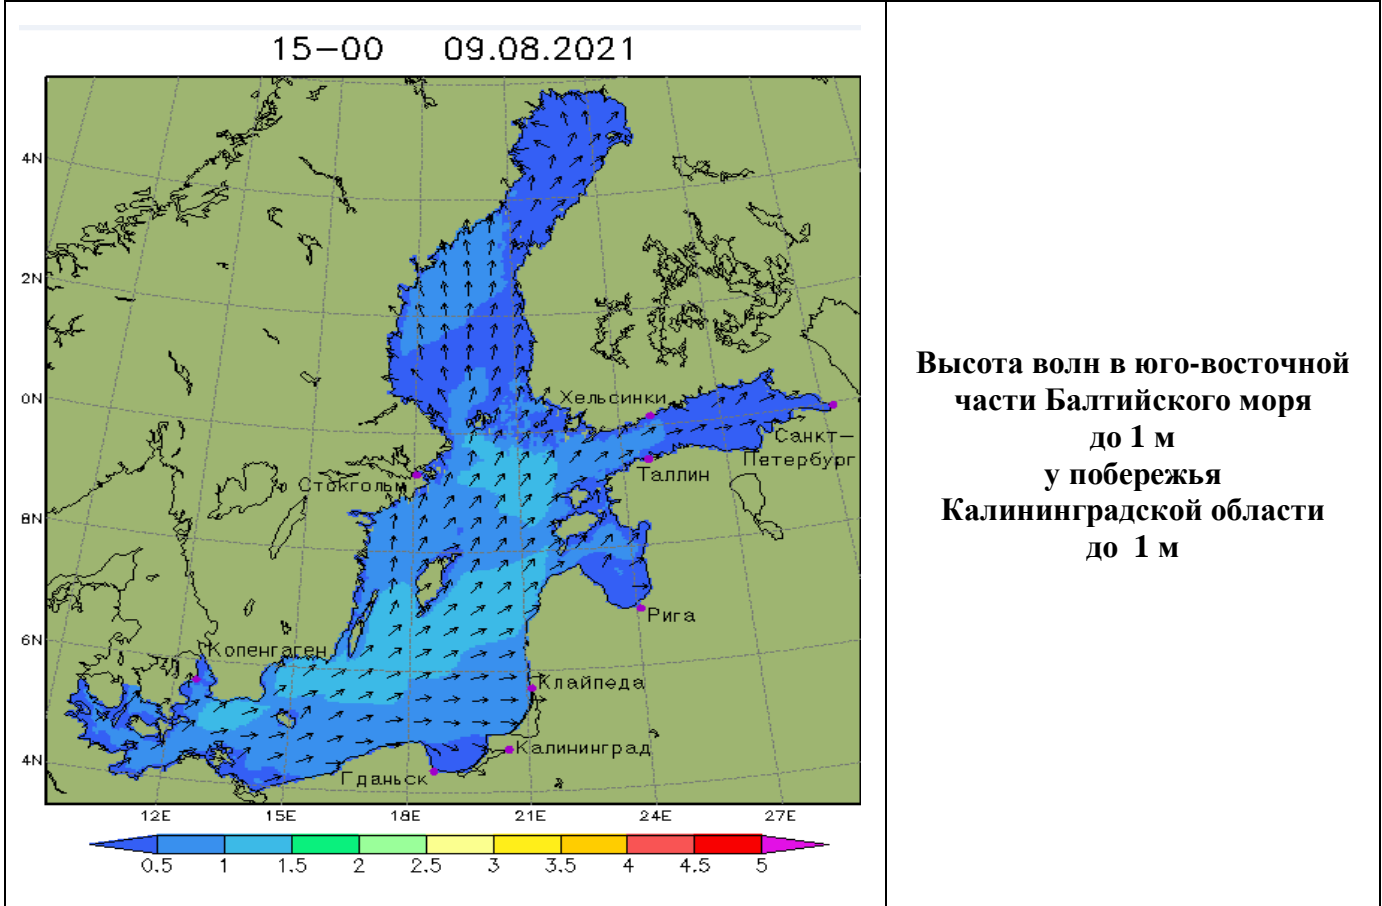 15-00 09.08.2021
4N
2N
0N
8N
6N
4N
Хельсинки
Санкт-
Петербург
Таллин
Стокгольм
Рига
Копенгаген
Клайпеда
Калининград
Гданьск
12E 15E 18E 21E 24E 27E
0.5 1 1.5 2 2.5 3 3.5 4 4.5 5
Высота волн в юго-восточной
части Балтийского моря
до 1 м
у побережья
Калининградской области
до 1 м